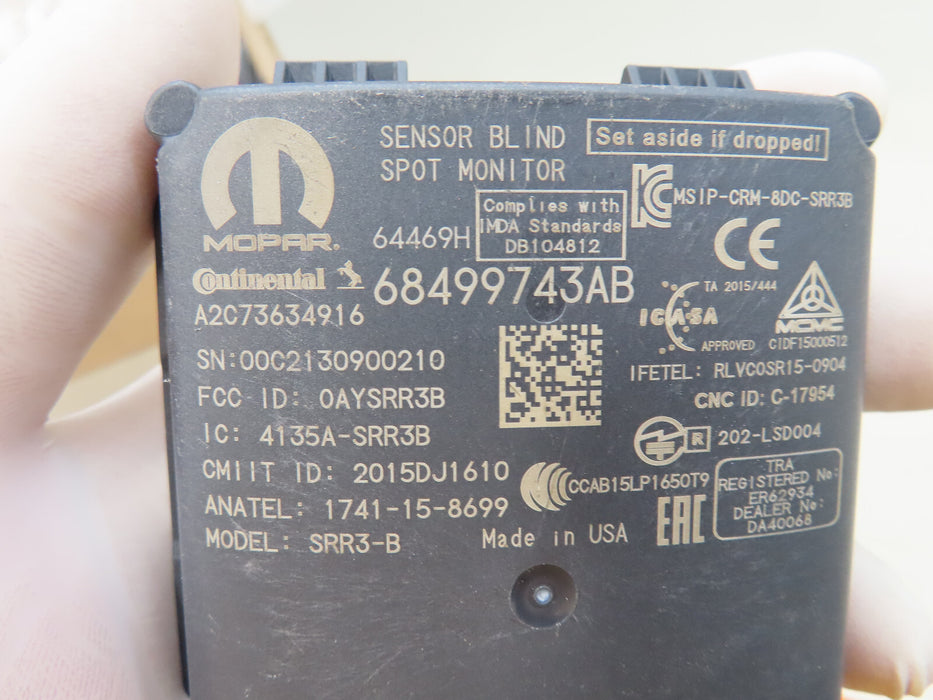 SENSOR BLIND
SPOT MONITOR
Set aside if dropped!
MOPAR®
64469H
Complies with
IMDA Standards
DB104812
MSIP-CRM-8DC-SRR3B
CE
Continental
68499743AB
A2C73634916
TA 2015/444
ICASA
APPROVED
MCMC
CIDF15000512
SN:00C2130900210
IFETEL: RLVCOSR15-0904
FCC ID: OAYSRR3B
CNC ID: C-17954
IC: 4135A-SRR3B
R 202-LSD004
CMIIT ID: 2015DJ1610
CCAB15LP1650T9
TRA
REGISTERED No:
ER62934
DEALER No:
DA40068
ANATEL: 1741-15-8699
EAC
MODEL: SRR3-B
Made in USA